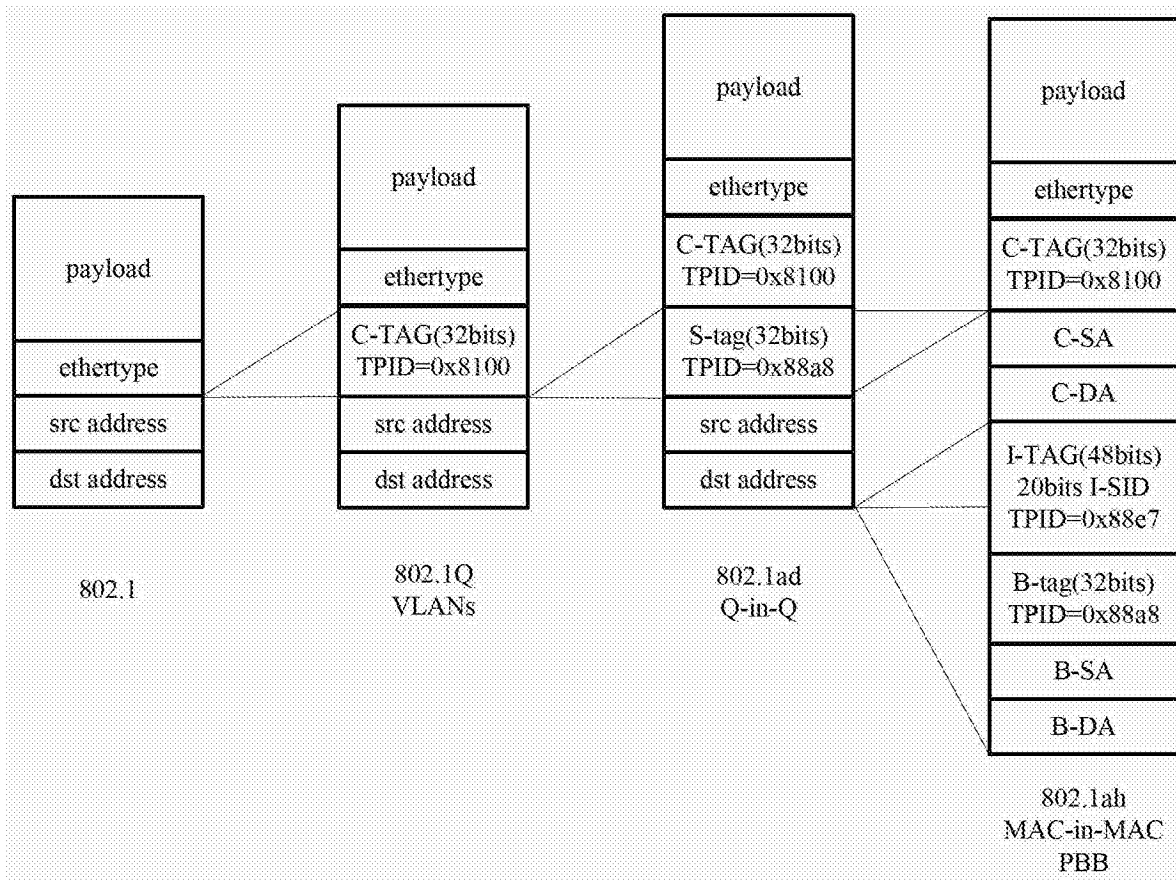 payload
ethertype
src address
dst address
802.1
payload
ethertype
C-TAG(32bits)
TPID=0x8100
src address
dst address
802.1Q
VLANs
payload
ethertype
C-TAG(32bits)
TPID=0x8100
S-tag(32bits)
TPID=0x88a8
src address
dst address
802.1ad
Q-in-Q
payload
ethertype
C-TAG(32bits)
TPID=0x8100
C-SA
C-DA
I-TAG(48bits)
20bits I-SID
TPID=0x88e7
B-tag(32bits)
TPID=0x88a8
B-SA
B-DA
802.1ah
MAC-in-MAC
PBB